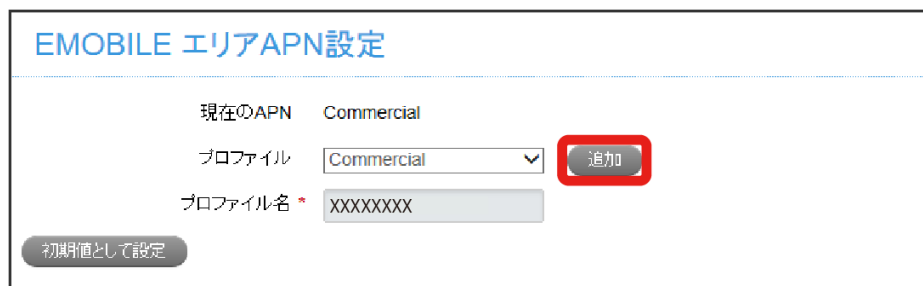 EMOBILE エリアAPN設定
現在のAPN Commercial
プロファイル Commercial 追加
プロファイル名 * XXXXXXXX
初期値として設定